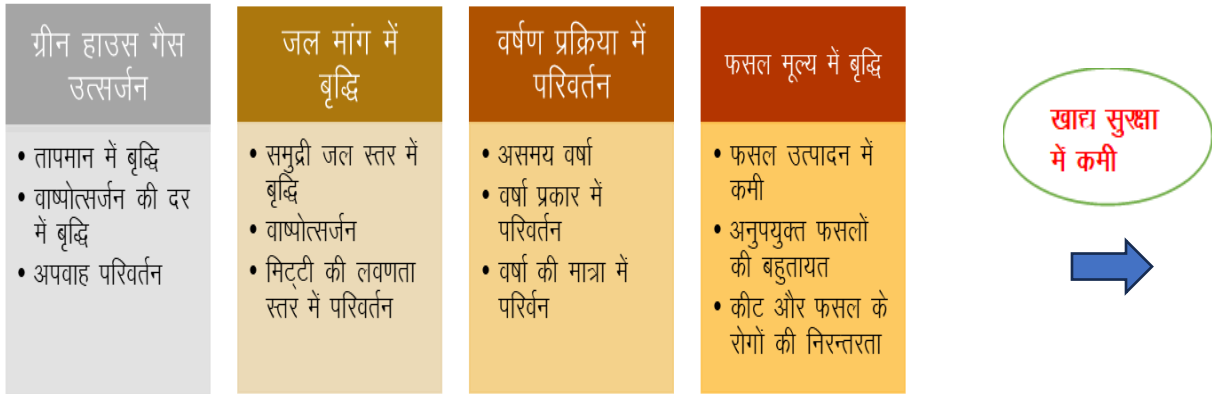 ग्रीन हाउस गैस
उत्सर्जन
• तापमान में बृद्धि
• वाष्पोत्सर्जन की दर
में बृद्धि
• अपवाह परिवर्तन
जल मांग में
बृद्धि
• समुद्री जल स्तर में
बृद्धि
• वाष्पोत्सर्जन
• मिट्टी की लवणता
स्तर में परिवर्तन
वर्षण प्रक्रिया में
परिवर्तन
• असमय वर्षा
• वर्षा प्रकार में
परिवर्तन
• वर्षा की मात्रा में
परिर्वन
फसल मूल्य में बृद्धि
• फसल उत्पादन में
कमी
• अनुपयुक्त फसलों
की बहुतायत
• कीट और फसल के
रोगों की निरन्तरता
खाद्य सुरक्षा
में कमी